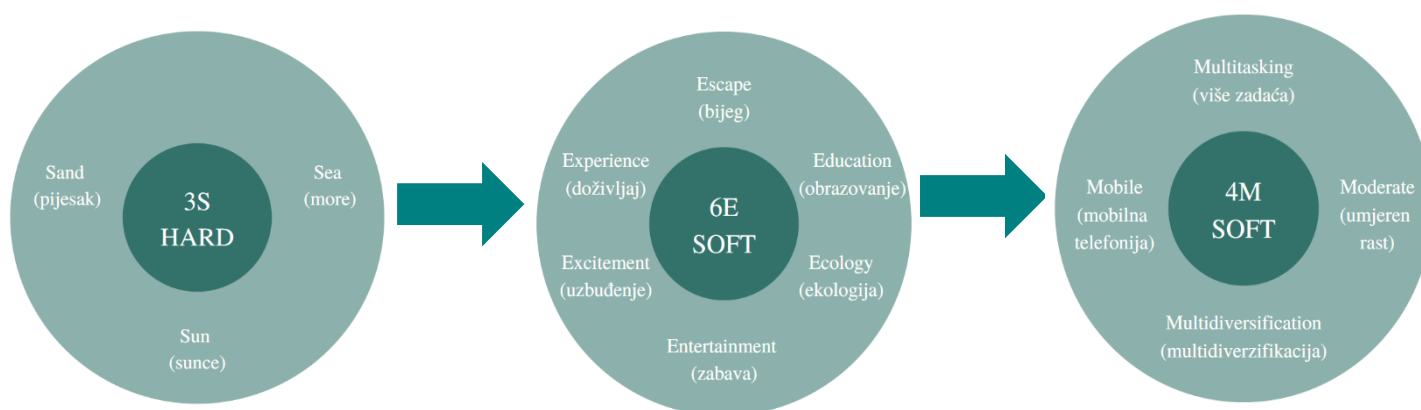 Sand
(pijesak)
3S
HARD
Sea
(more)
Sun
(sunce)
Escape
(bijeg)
Experience
(doživljaj)
Education
(obrazovanje)
6E
SOFT
Excitement
(uzbuđenje)
Ecology
(ekologija)
Entertainment
(zabava)
Multitasking
(više zadaća)
Mobile
(mobilna
telefonija)
4M
SOFT
Moderate
(umjeren
rast)
Multidiversification
(multidiverzifikacija)